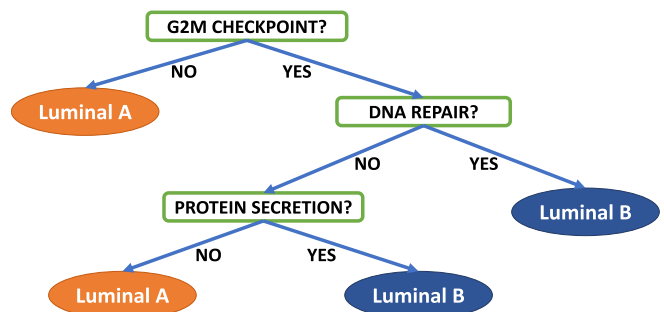 G2M CHECKPOINT?
NO
YES
Luminal A
DNA REPAIR?
NO
YES
PROTEIN SECRETION?
Luminal B
NO
YES
Luminal A
Luminal B